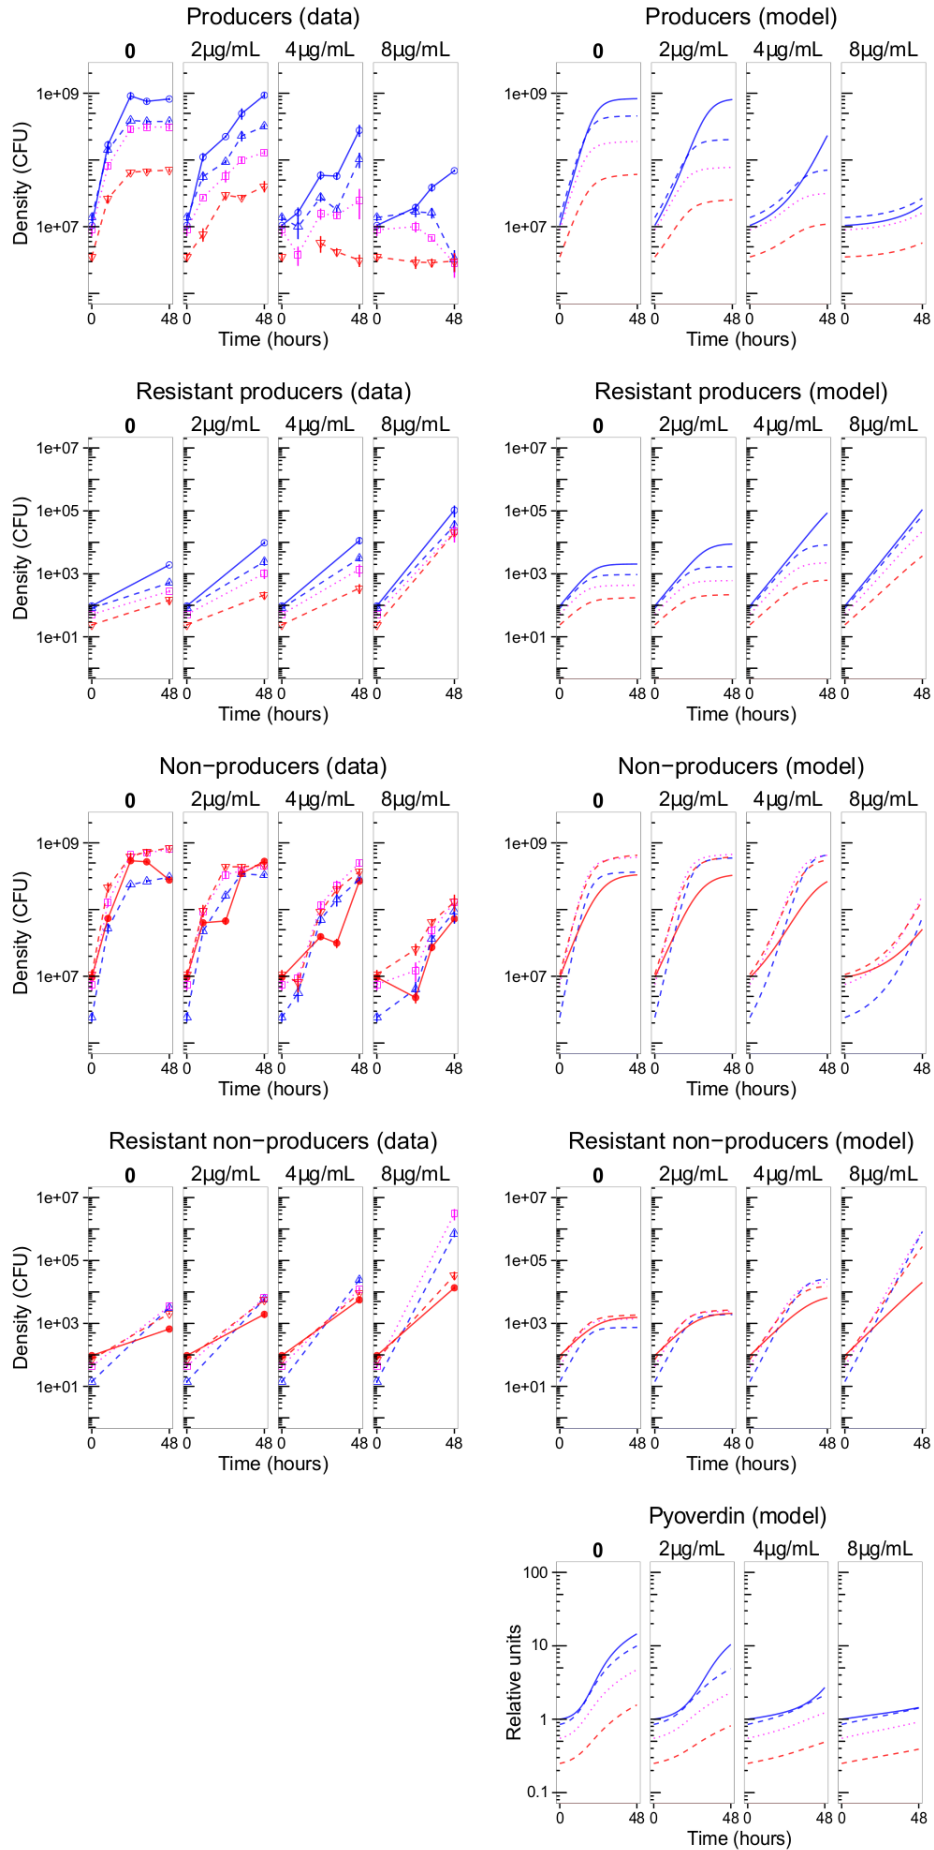 Producers (data)
Producers (model)
0 2µg/mL 4µg/mL 8µg/mL
0 2µg/mL 4µg/mL 8µg/mL
Density (CFU)
1e+09
1e+07
1e+09
1e+07
0 48 0 48 0 48 0 48
0 48 0 48 0 48 0 48
Time (hours)
Time (hours)
Resistant producers (data)
Resistant producers (model)
0 2µg/mL 4µg/mL 8µg/mL
0 2µg/mL 4µg/mL 8µg/mL
Density (CFU)
1e+07
1e+05
1e+03
1e+01
1e+07
1e+05
1e+03
1e+01
0 48 0 48 0 48 0 48
0 48 0 48 0 48 0 48
Time (hours)
Time (hours)
Non−producers (data)
Non−producers (model)
0 2µg/mL 4µg/mL 8µg/mL
0 2µg/mL 4µg/mL 8µg/mL
Density (CFU)
1e+09
1e+07
1e+09
1e+07
0 48 0 48 0 48 0 48
0 48 0 48 0 48 0 48
Time (hours)
Time (hours)
Resistant non−producers (data)
Resistant non−producers (model)
0 2µg/mL 4µg/mL 8µg/mL
0 2µg/mL 4µg/mL 8µg/mL
Density (CFU)
1e+07
1e+05
1e+03
1e+01
1e+07
1e+05
1e+03
1e+01
0 48 0 48 0 48 0 48
0 48 0 48 0 48 0 48
Time (hours)
Time (hours)
Pyoverdin (model)
0 2µg/mL 4µg/mL 8µg/mL
Relative units
100
10
1
0.1
0 48 0 48 0 48 0 48
Time (hours)